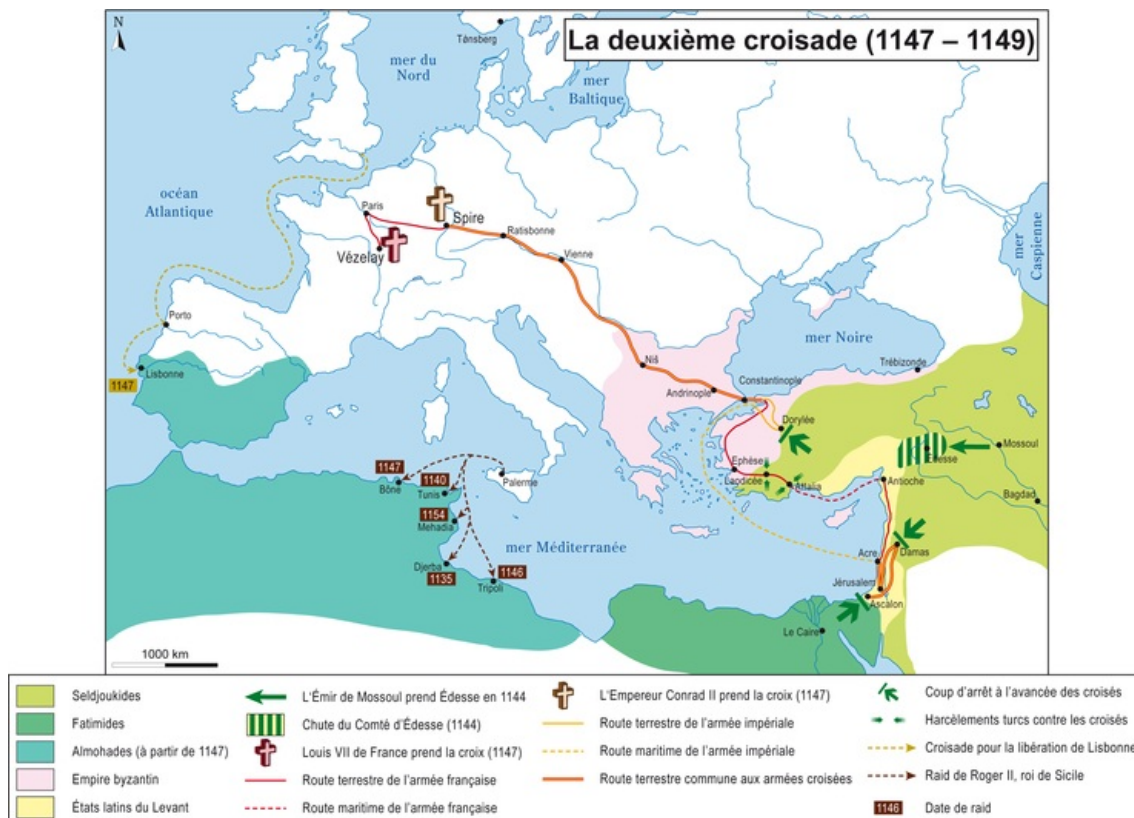 N
La deuxième croisade (1147 – 1149)
Tënsberg
mer du
Nord
mer
Baltique
océan
Atlantique
mer
Caspienne
Paris
Spire
Ratisbonne
Vézelay
Vienne
Porto
mer Noire
Niš
Trébizonde
Lisbonne
1147
Constantinople
Andrinople
Dorylée
Mossoul
Edesse
Ephèse
1147
1140
Palerme
Laodicée
Attalia
Antioche
Bône
Tunis
Bagdad
1154
Mehadia
mer Méditerranée
Acre
Damas
Djerba
1135
1146
Tripoli
Jérusalem
Ascalon
Le Caire
1000 km
Seldjoukides
L'Émir de Mossoul prend Édesse en 1144
L'Empereur Conrad II prend la croix (1147)
Coup d'arrêt à l'avancée des croisés
Fatimides
Chute du Comté d'Édesse (1144)
Route terrestre de l'armée impériale
Harcèlements turcs contre les croisés
Almohades (à partir de 1147)
Louis VII de France prend la croix (1147)
Route maritime de l'armée impériale
Croisade pour la libération de Lisbonne
Empire byzantin
Route terrestre de l'armée française
Route terrestre commune aux armées croisées
Raid de Roger II, roi de Sicile
États latins du Levant
Route maritime de l'armée française
1146
Date de raid